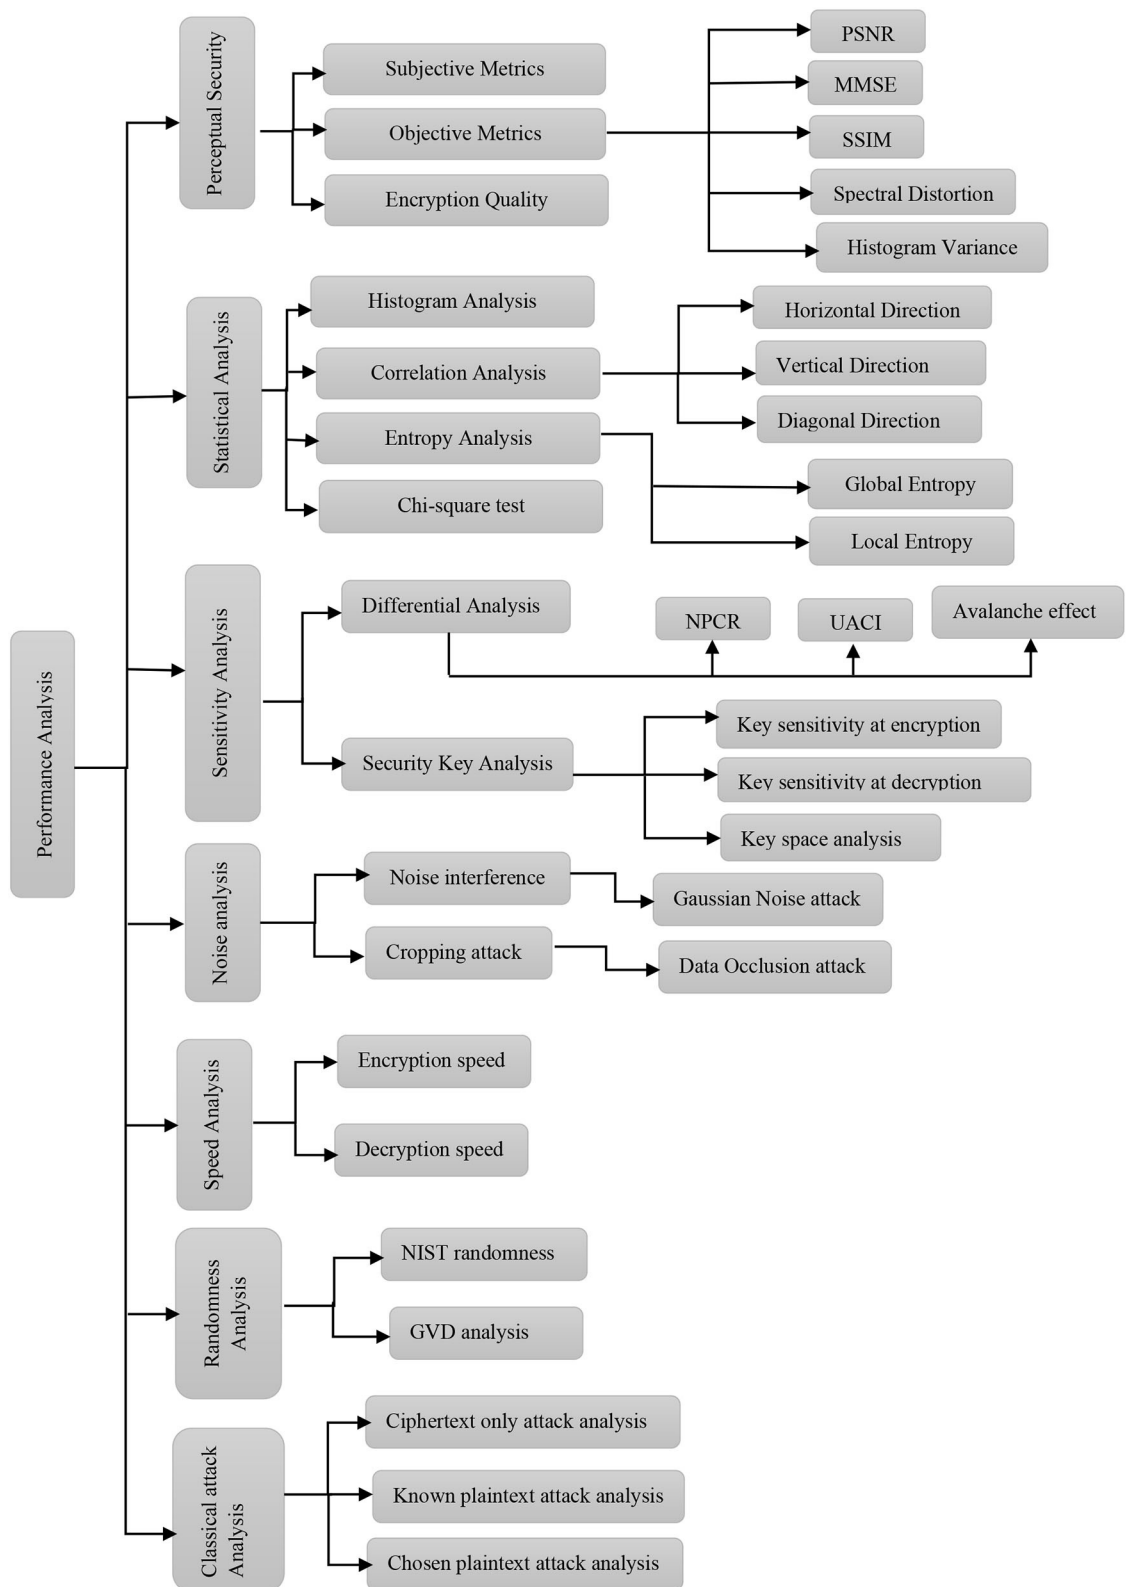 Performance Analysis
Perceptual Security
Subjective Metrics
Objective Metrics
Encryption Quality
PSNR
MMSE
SSIM
Spectral Distortion
Histogram Variance
Statistical Analysis
Histogram Analysis
Correlation Analysis
Entropy Analysis
Chi-square test
Horizontal Direction
Vertical Direction
Diagonal Direction
Global Entropy
Local Entropy
Sensitivity Analysis
Differential Analysis
NPCR
UACI
Avalanche effect
Security Key Analysis
Key sensitivity at encryption
Key sensitivity at decryption
Key space analysis
Noise analysis
Noise interference
Gaussian Noise attack
Cropping attack
Data Occlusion attack
Speed Analysis
Encryption speed
Decryption speed
Randomness
Analysis
NIST randomness
GVD analysis
Classical attack
Analysis
Ciphertext only attack analysis
Known plaintext attack analysis
Chosen plaintext attack analysis